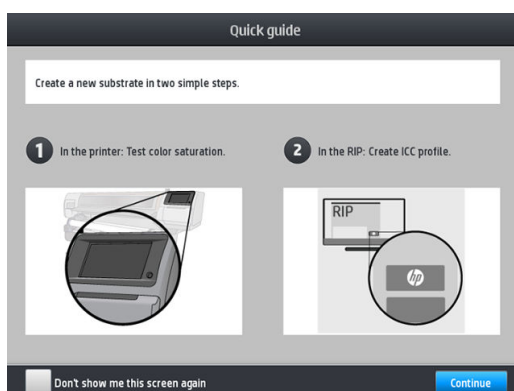 Quick guide
Create a new substrate in two simple steps.
1 In the printer: Test color saturation.
2 In the RIP: Create ICC profile.
RIP
hp
Don't show me this screen again
Continue